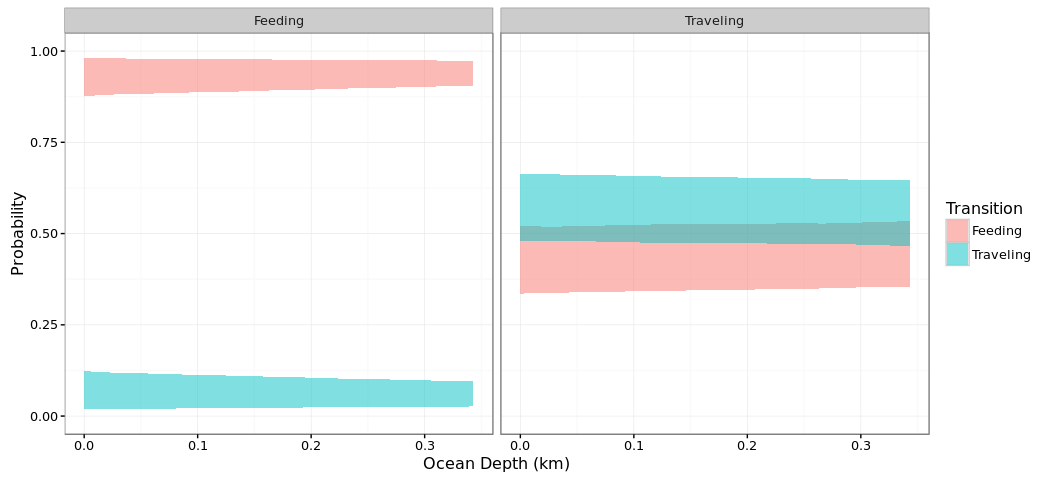 Feeding
Traveling
1.00
0.75
0.50
0.25
0.00
Probability
0.0 0.1 0.2 0.3
0.0 0.1 0.2 0.3
Ocean Depth (km)
Transition
Feeding
Traveling